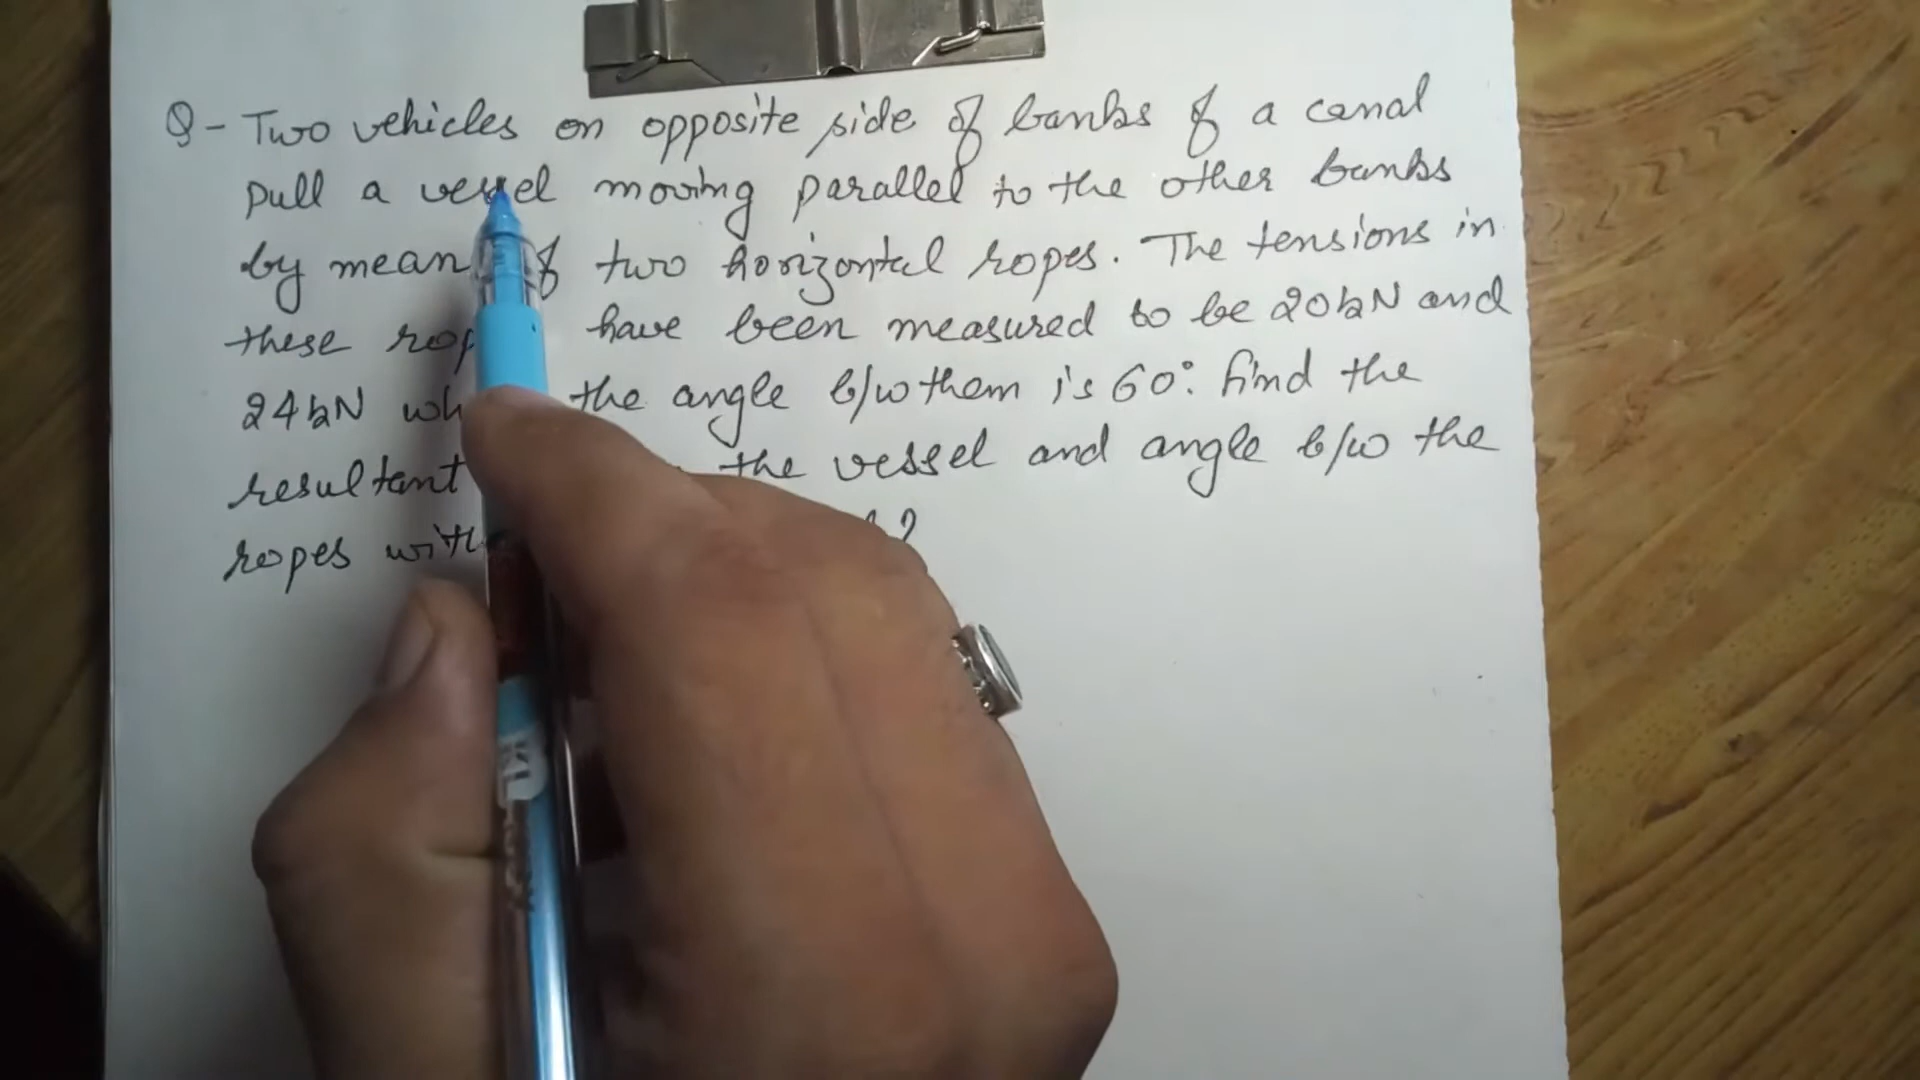 Q - Two vehicles on opposite side of banks of a canal
pull a vessel moving parallel to the other banks
by mean of two horizontal ropes. The tensions in
these have been measured to be 20kN and
24kN the angle b/w them is 60°. find the
resultant the vessel and angle b/w the
ropes with ?